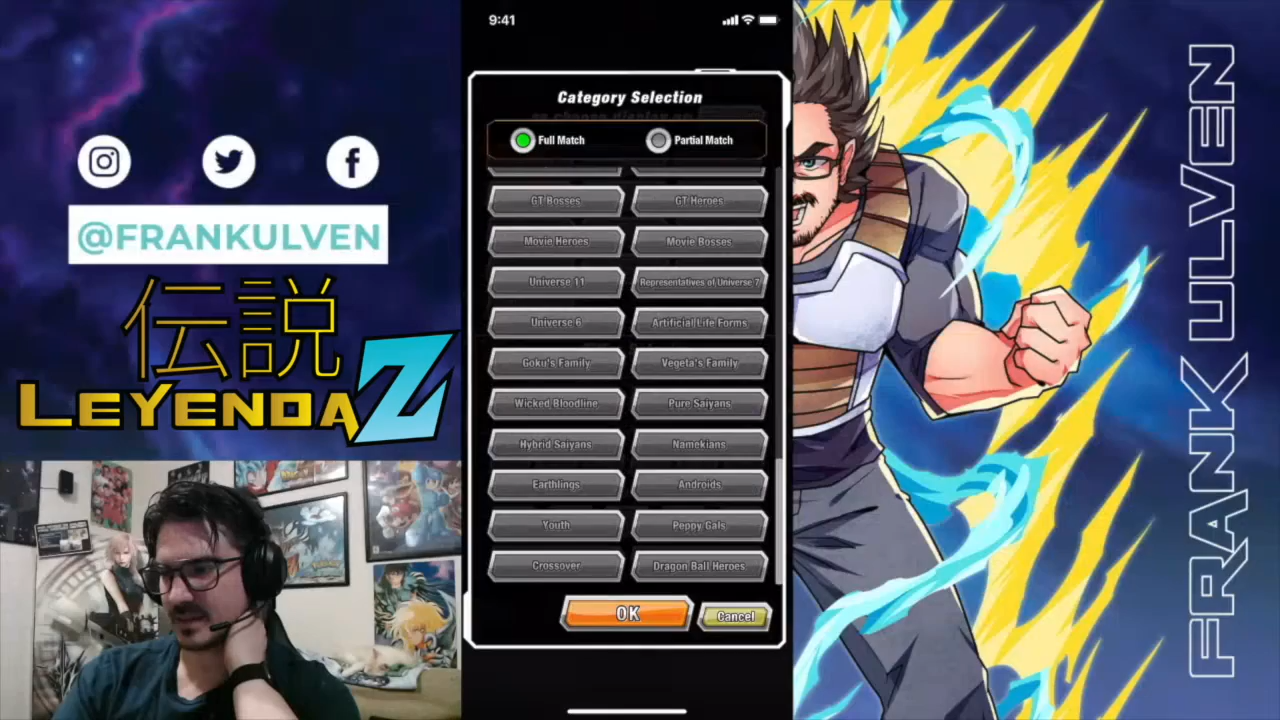 @FRANKULVEN
伝説
LEYENDA Z
9:41
Category Selection
Full Match
Partial Match
GT Bosses
GT Heroes
Movie Heroes
Movie Bosses
Universe 11
Representatives of Universe 7
Universe 6
Artificial Life Forms
Goku's Family
Vegeta's Family
Wicked Bloodline
Pure Saiyans
Hybrid Saiyans
Namekians
Earthlings
Androids
Youth
Peppy Gals
Crossover
Dragon Ball Heroes
OK
Cancel
FRANK ULVEN